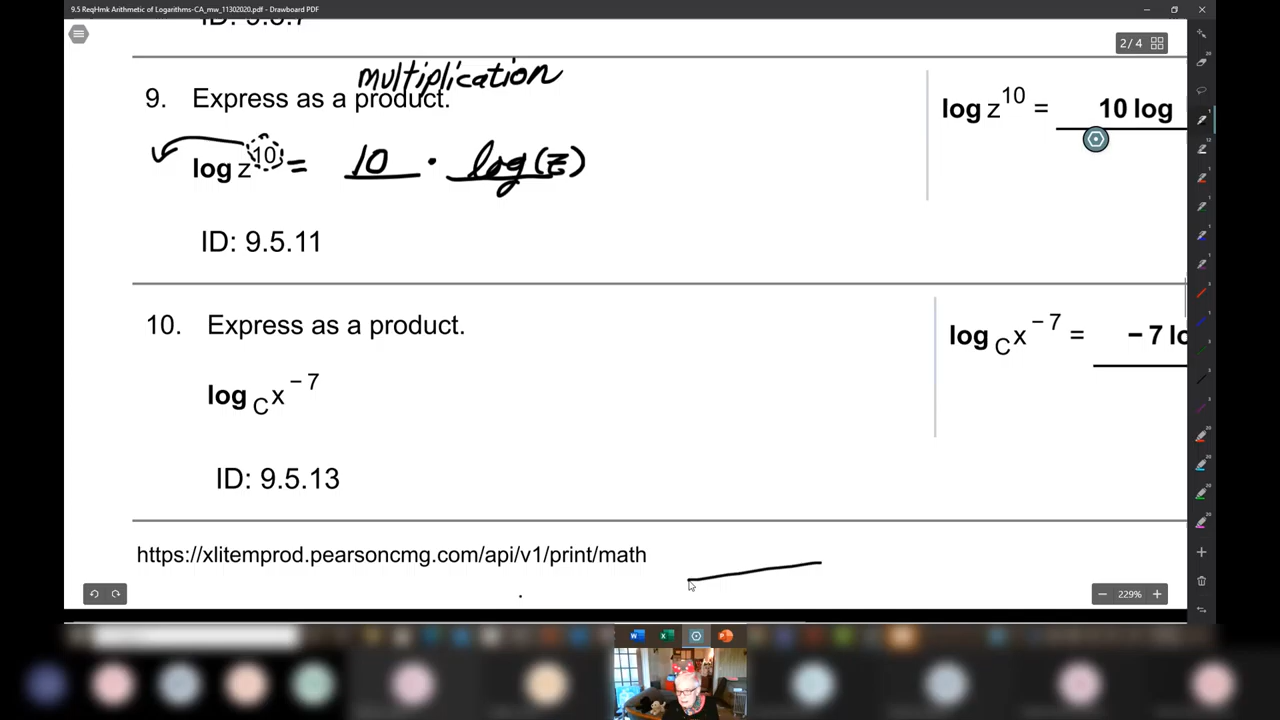 9.5 ReqHmk Arithmetic of Logarithms-CA_mw_11302020.pdf - Drawboard PDF
2 / 4
multiplication
9. Express as a product.
log z^10 = 10 · log(z)
log z^10 = 10 log
ID: 9.5.11
10. Express as a product.
log_C x^-7
log_C x^-7 = -7 lo
ID: 9.5.13
https://xlitemprod.pearsoncmg.com/api/v1/print/math
229%